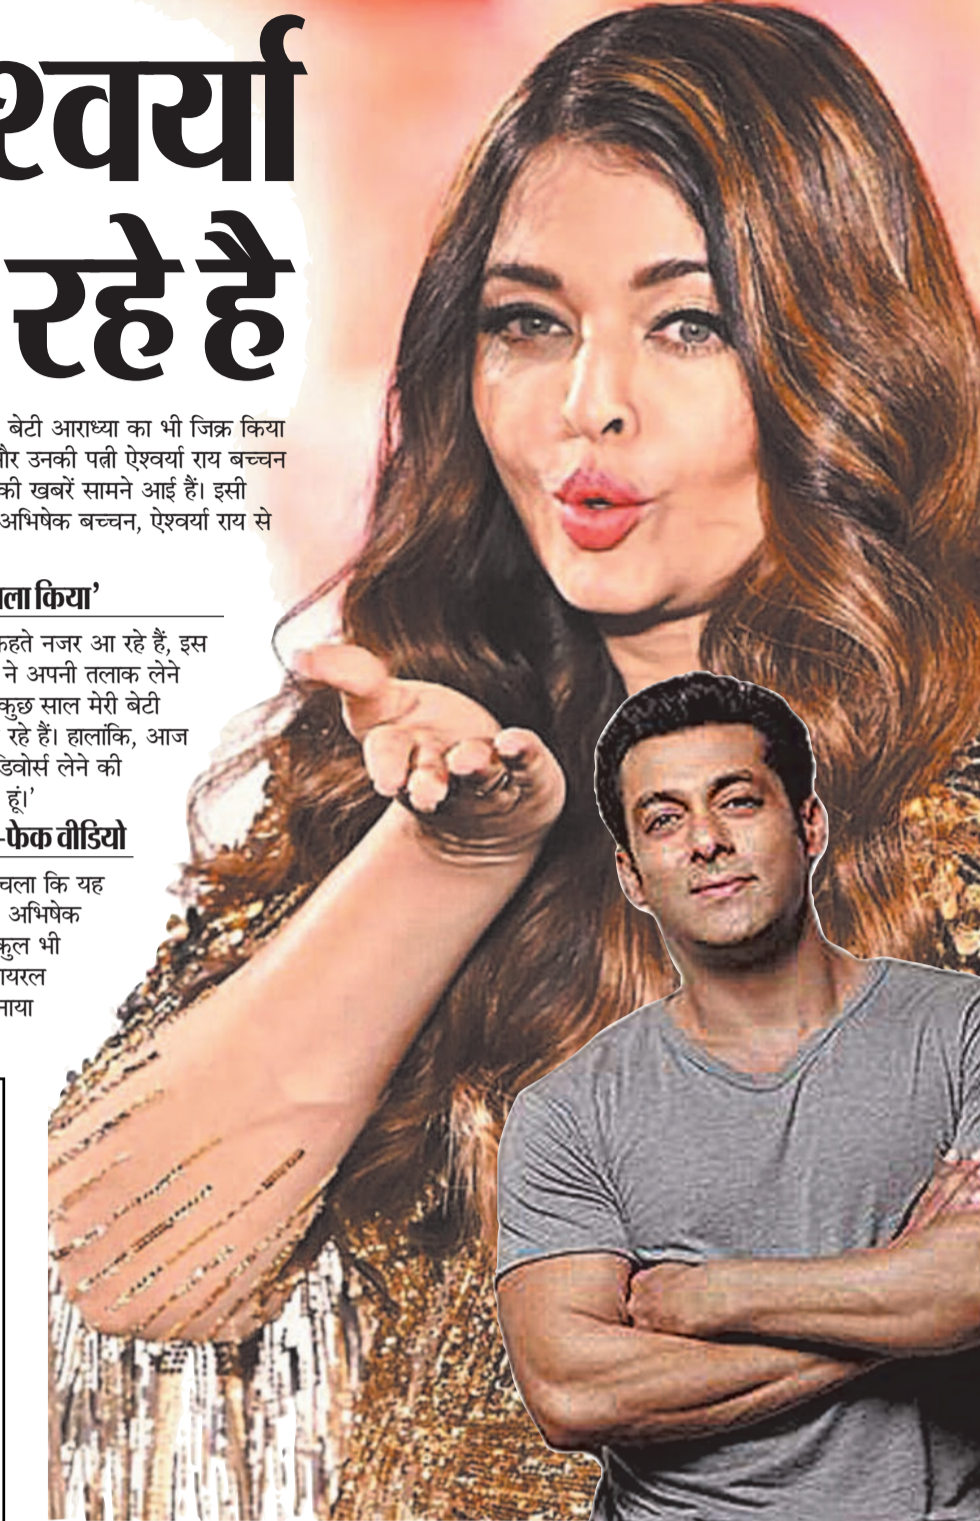 श्वर्या
रहे है
बेटी आराध्या का भी जिक्र किया
और उनकी पत्नी ऐश्वर्या राय बच्चन
की खबरें सामने आई हैं। इसी
अभिषेक बच्चन, ऐश्वर्या राय से
किया’
कहते नजर आ रहे हैं, इस
ने अपनी तलाक लेने
कुछ साल मेरी बेटी
रहे हैं। हालांकि, आज
डिवोर्स लेने की
हूं।’
-फेक वीडियो
चला कि यह
अभिषेक
भी